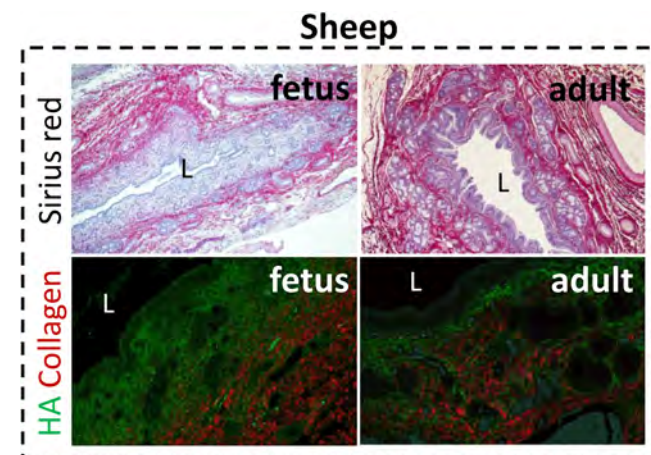 Sheep
Sirius red
fetus
adult
L
L
HA Collagen
fetus
adult
L
L